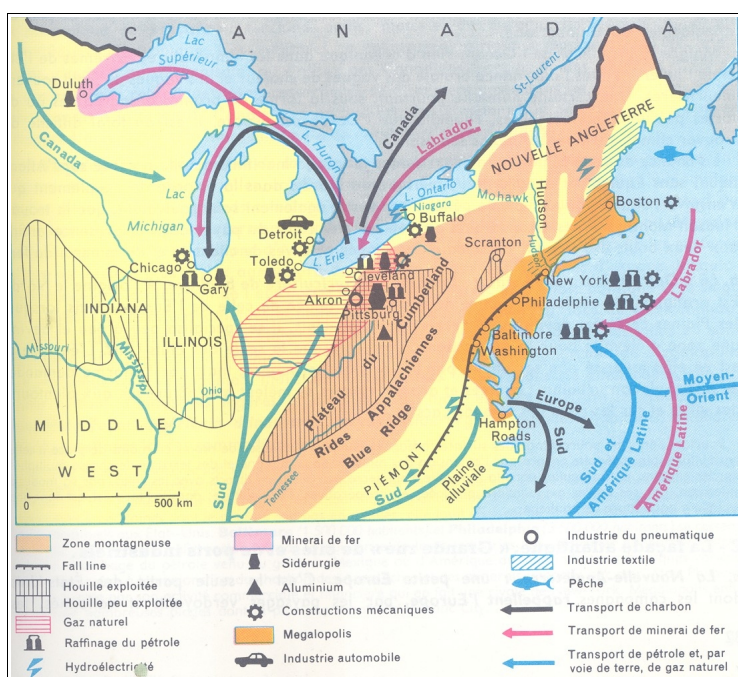 C A N A D A
Lac
Supérieur
Duluth
St-Laurent
Canada
Canada
Labrador
L. Huron
NOUVELLE ANGLETERRE
L. Ontario
Mohawk
Hudson
Niagara
Buffalo
Boston
Lac
Michigan
Detroit
L. Erie
Scranton
Hudson
Chicago
Gary
Toledo
Cleveland
New York
Labrador
Akron
Pittsburg
Philadelphie
INDIANA
ILLINOIS
Baltimore
Washington
Missouri
Mississipi
Ohio
Plateau du Cumberland
Rides Appalachiennes
Blue Ridge
Europe
Moyen-
Orient
Hampton
Roads
Sud
MIDDLE
WEST
PIÉMONT
Plaine
alluviale
Sud et
Amérique Latine
Amérique Latine
Tennessee
Sud
Sud
0 500 km
Zone montagneuse
Fall line
Houille exploitée
Houille peu exploitée
Gaz naturel
Raffinage du pétrole
Hydroélectricité
Minerai de fer
Sidérurgie
Aluminium
Constructions mécaniques
Megalopolis
Industrie automobile
Industrie du pneumatique
Industrie textile
Pêche
Transport de charbon
Transport de minerai de fer
Transport de pétrole et, par
voie de terre, de gaz naturel